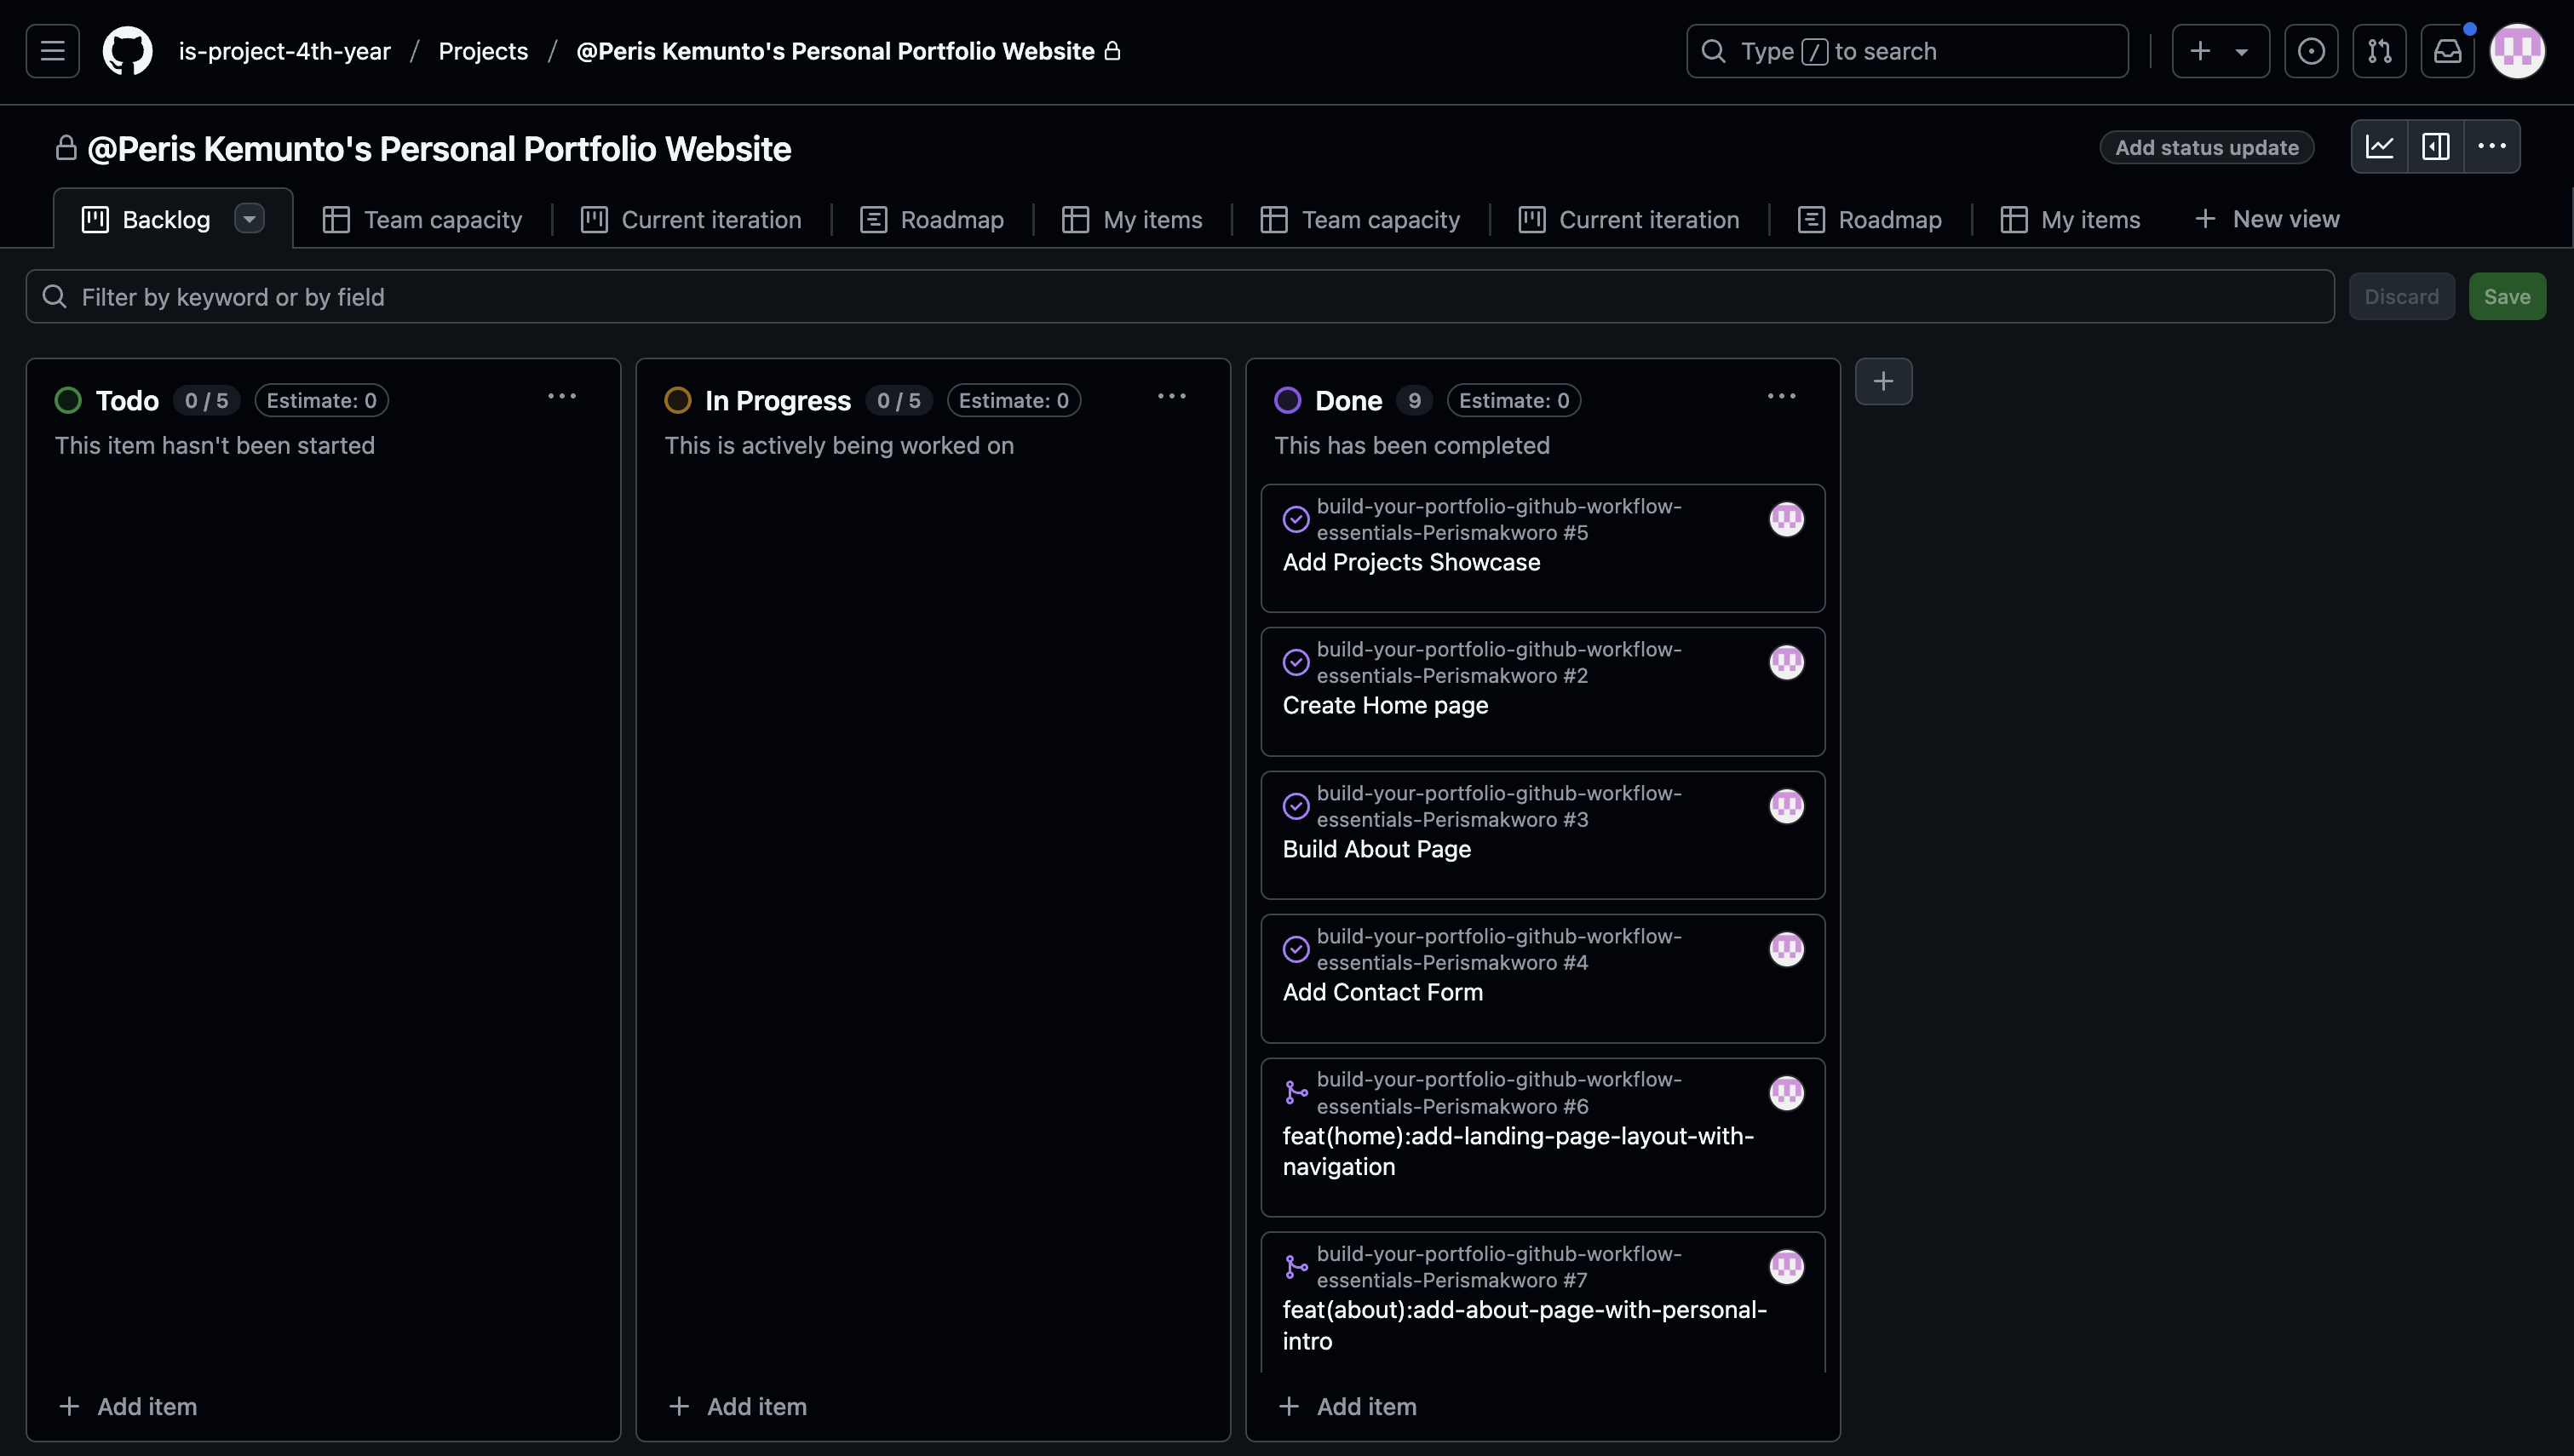 is-project-4th-year / Projects / @Peris Kemunto's Personal Portfolio Website
Type / to search
@Peris Kemunto's Personal Portfolio Website
Add status update
Backlog
Team capacity
Current iteration
Roadmap
My items
Team capacity
Current iteration
Roadmap
My items
New view
Filter by keyword or by field
Discard
Save
Todo 0 / 5 Estimate: 0
This item hasn't been started
Add item
In Progress 0 / 5 Estimate: 0
This is actively being worked on
Add item
Done 9 Estimate: 0
This has been completed
build-your-portfolio-github-workflow-
essentials-Perismakworo #5
Add Projects Showcase
build-your-portfolio-github-workflow-
essentials-Perismakworo #2
Create Home page
build-your-portfolio-github-workflow-
essentials-Perismakworo #3
Build About Page
build-your-portfolio-github-workflow-
essentials-Perismakworo #4
Add Contact Form
build-your-portfolio-github-workflow-
essentials-Perismakworo #6
feat(home):add-landing-page-layout-with-
navigation
build-your-portfolio-github-workflow-
essentials-Perismakworo #7
feat(about):add-about-page-with-personal-
intro
Add item